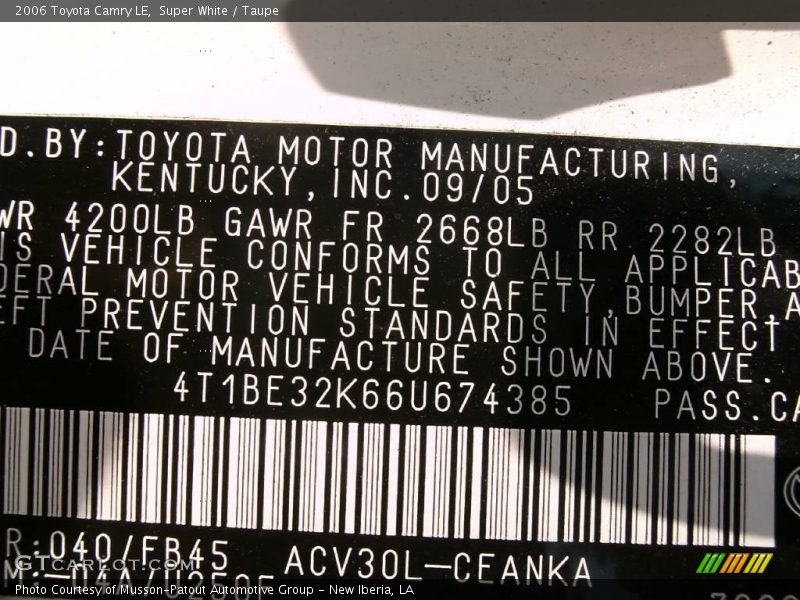 2006 Toyota Camry LE, Super White / Taupe
D.BY:TOYOTA MOTOR MANUFACTURING,
KENTUCKY,INC.09/05
WR 4200LB GAWR FR 2668LB RR 2282LB
IS VEHICLE CONFORMS TO ALL APPLICAB
DERAL MOTOR VEHICLE SAFETY,BUMPER,A
EFT PREVENTION STANDARDS IN EFFECT
DATE OF MANUFACTURE SHOWN ABOVE.
4T1BE32K66U674385 PASS.CA
R:040/FB45 ACV30L-CEANKA
GTCarLot.com
Photo Courtesy of Musson-Patout Automotive Group - New Iberia, LA